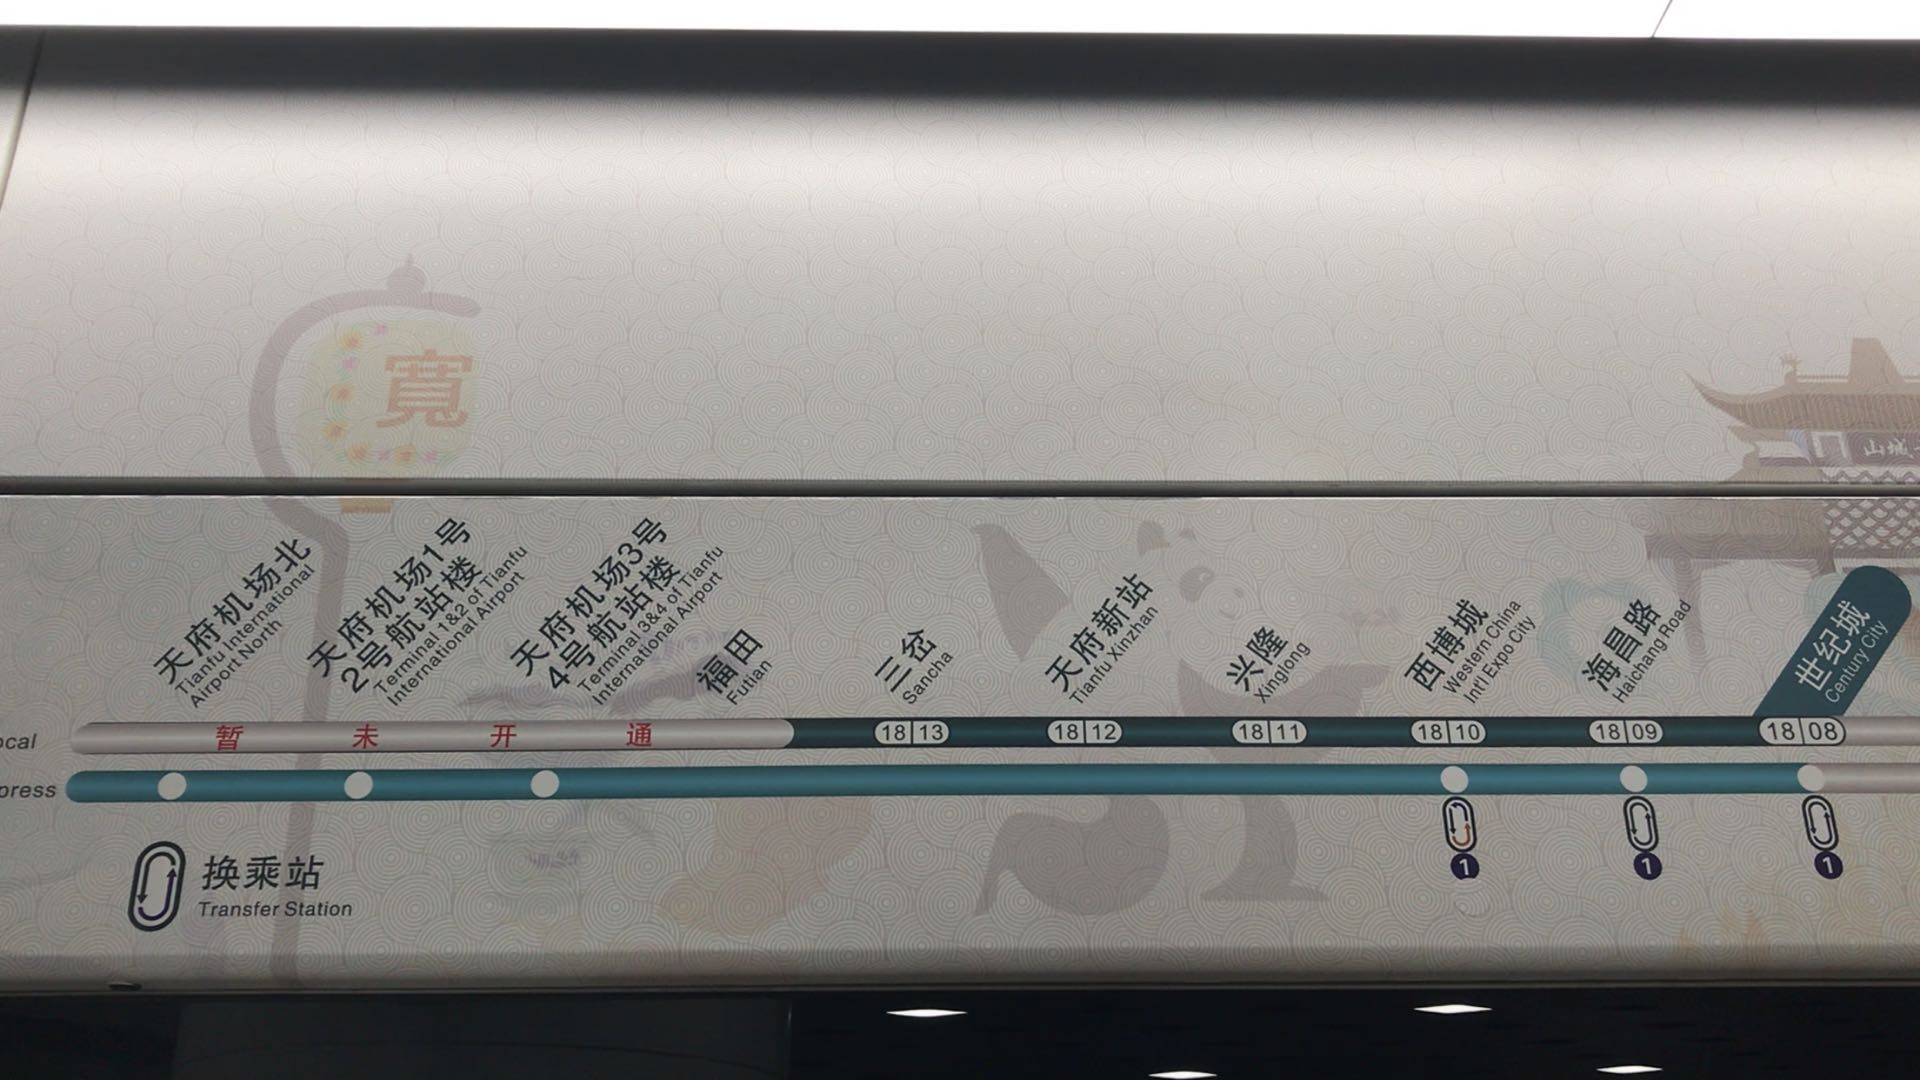 寬
山城
天府机场北
Tianfu International
Airport North
天府机场1号
2号航站楼
Terminal 1&2 of Tianfu
International Airport
天府机场3号
4号航站楼
Terminal 3&4 of Tianfu
International Airport
福田
Futian
三岔
Sancha
天府新站
Tianfu Xinzhan
兴隆
Xinglong
西博城
Western China
Int'l Expo City
海昌路
Haichang Road
世纪城
Century City
ocal
暂未开通
18 13
18 12
18 11
18 10
18 09
18 08
press
1
1
1
换乘站
Transfer Station